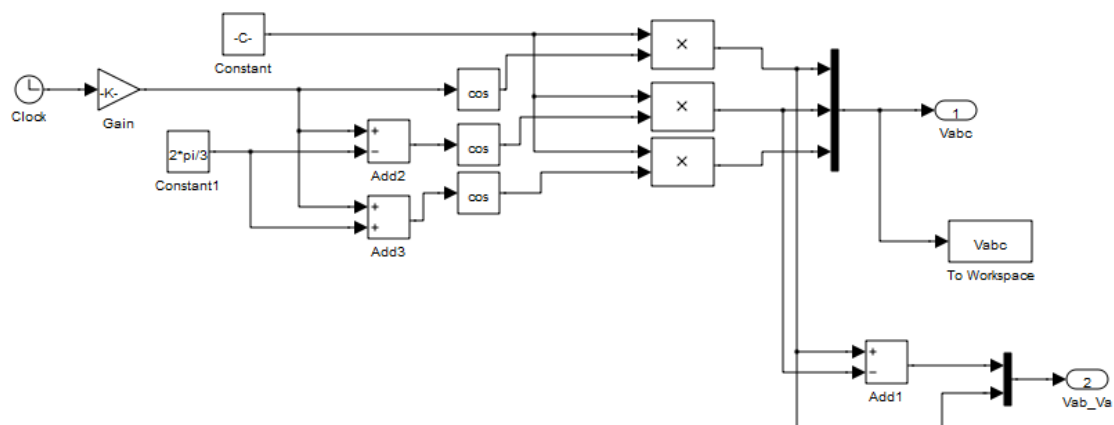 -C-
Constant
×
Clock
-K-
Gain
cos
×
1
Vabc
2*pi/3
Constant1
+
−
Add2
cos
×
+
+
Add3
cos
Vabc
To Workspace
+
−
Add1
2
Vab_Va